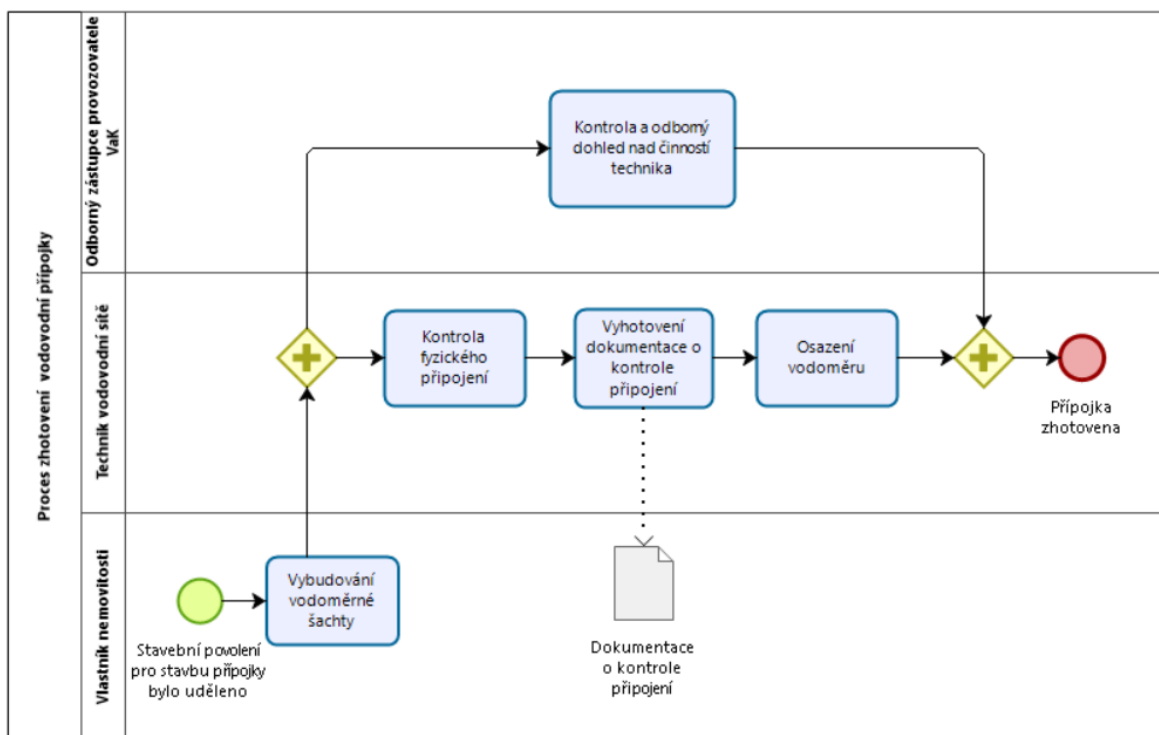 Proces zhotovení vodovodní přípojky
Odborný zástupce provozovatele
VaK
Kontrola a odborný
dohled nad činností
technika
Technik vodovodní sítě
Kontrola
fyzického
připojení
Vyhotovení
dokumentace o
kontrole
připojení
Osazení
vodoměru
Přípojka
zhotovena
Vlastník nemovitosti
Stavební povolení
pro stavbu přípojky
bylo uděleno
Vybudování
vodoměrné
šachty
Dokumentace
o kontrole
připojení